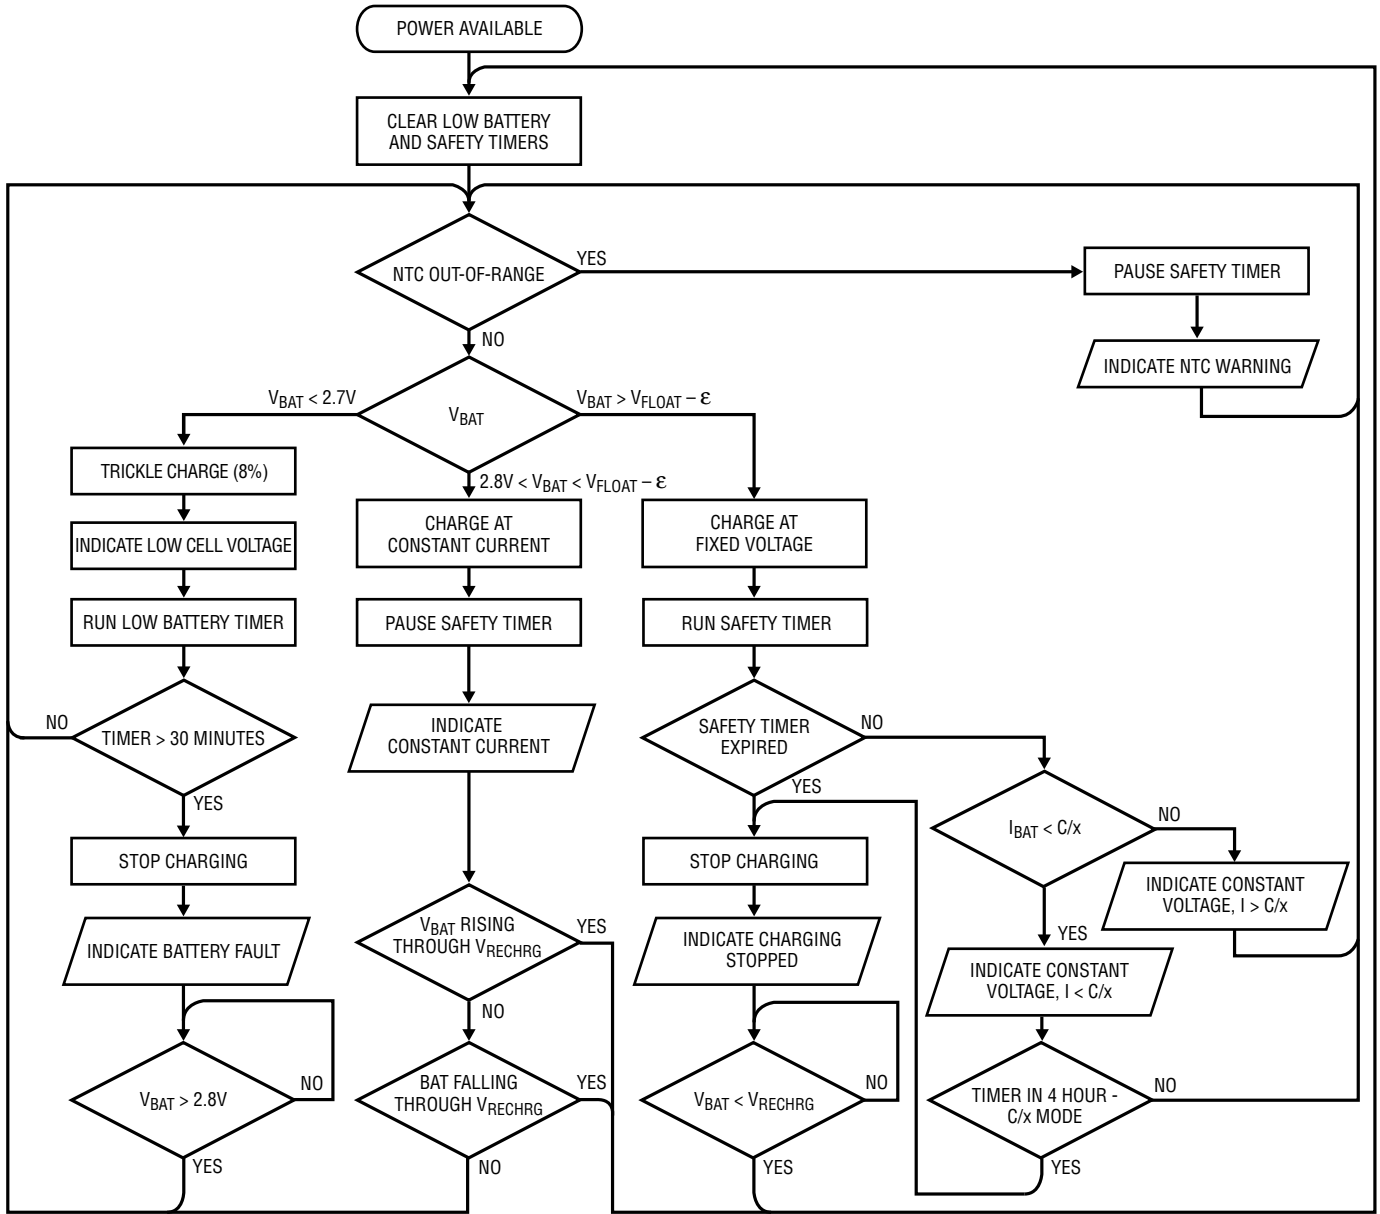 POWER AVAILABLE
CLEAR LOW BATTERY
AND SAFETY TIMERS
NTC OUT-OF-RANGE
YES
PAUSE SAFETY TIMER
INDICATE NTC WARNING
NO
VBAT
VBAT < 2.7V
VBAT > VFLOAT – ε
2.8V < VBAT < VFLOAT – ε
TRICKLE CHARGE (8%)
INDICATE LOW CELL VOLTAGE
RUN LOW BATTERY TIMER
TIMER > 30 MINUTES
NO
YES
STOP CHARGING
INDICATE BATTERY FAULT
VBAT > 2.8V
NO
YES
CHARGE AT
CONSTANT CURRENT
PAUSE SAFETY TIMER
INDICATE
CONSTANT CURRENT
VBAT RISING
THROUGH VRECHRG
YES
NO
BAT FALLING
THROUGH VRECHRG
YES
NO
CHARGE AT
FIXED VOLTAGE
RUN SAFETY TIMER
SAFETY TIMER
EXPIRED
NO
YES
STOP CHARGING
INDICATE CHARGING
STOPPED
VBAT < VRECHRG
NO
YES
IBAT < C/x
NO
INDICATE CONSTANT
VOLTAGE, I > C/x
YES
INDICATE CONSTANT
VOLTAGE, I < C/x
TIMER IN 4 HOUR -
C/x MODE
NO
YES